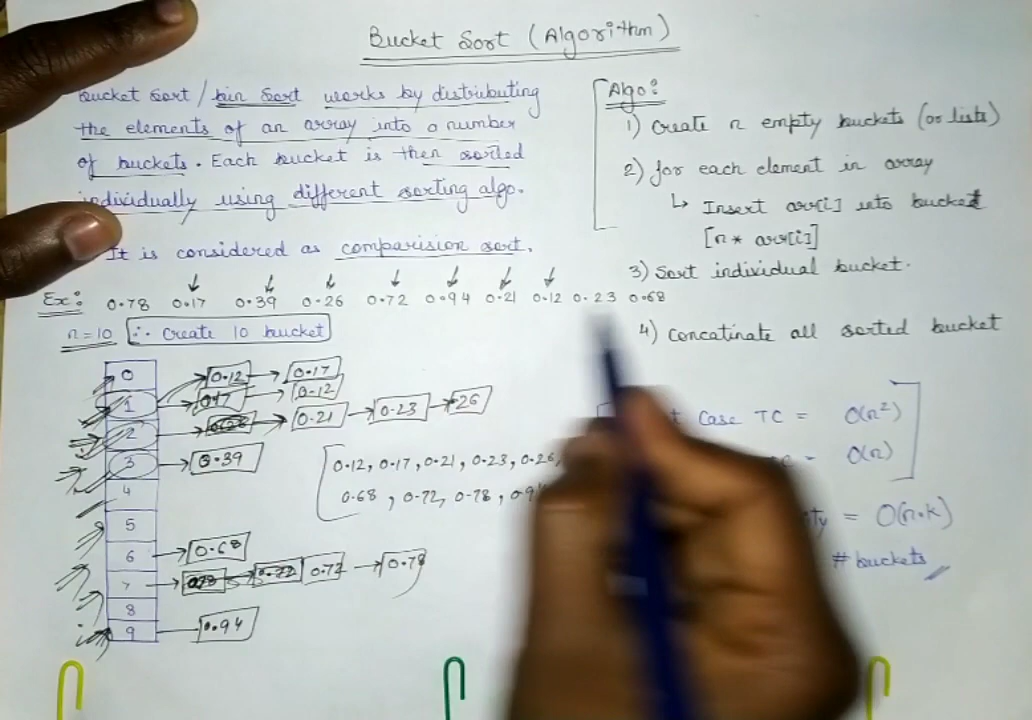 Bucket Sort (Algorithm)
Bucket Sort / bin sort works by distributing
the elements of an array into a number
of buckets. Each bucket is then sorted
individually using different sorting algo.
It is considered as comparision sort.
Algo:
1) Create n empty buckets (or lists)
2) for each element in array
↳ Insert arr[i] into bucket
[n * arr[i]]
3) Sort individual bucket.
4) Concatinate all sorted bucket
Ex: 0.78 0.17 0.39 0.26 0.72 0.94 0.21 0.12 0.23 0.68
n=10 ∴ Create 10 bucket
0
0.12 → 0.17
1
0.17 → 0.12
2
→ 0.21 → 0.23 → 26
3 → 0.39
4
5
6 → 0.68
7 → 0.72 0.72 → 0.78
8
9 0.94
0.12, 0.17, 0.21, 0.23, 0.26,
0.68, 0.72, 0.78,
Case TC = O(n²)
= O(n)
= O(n.k)
# buckets